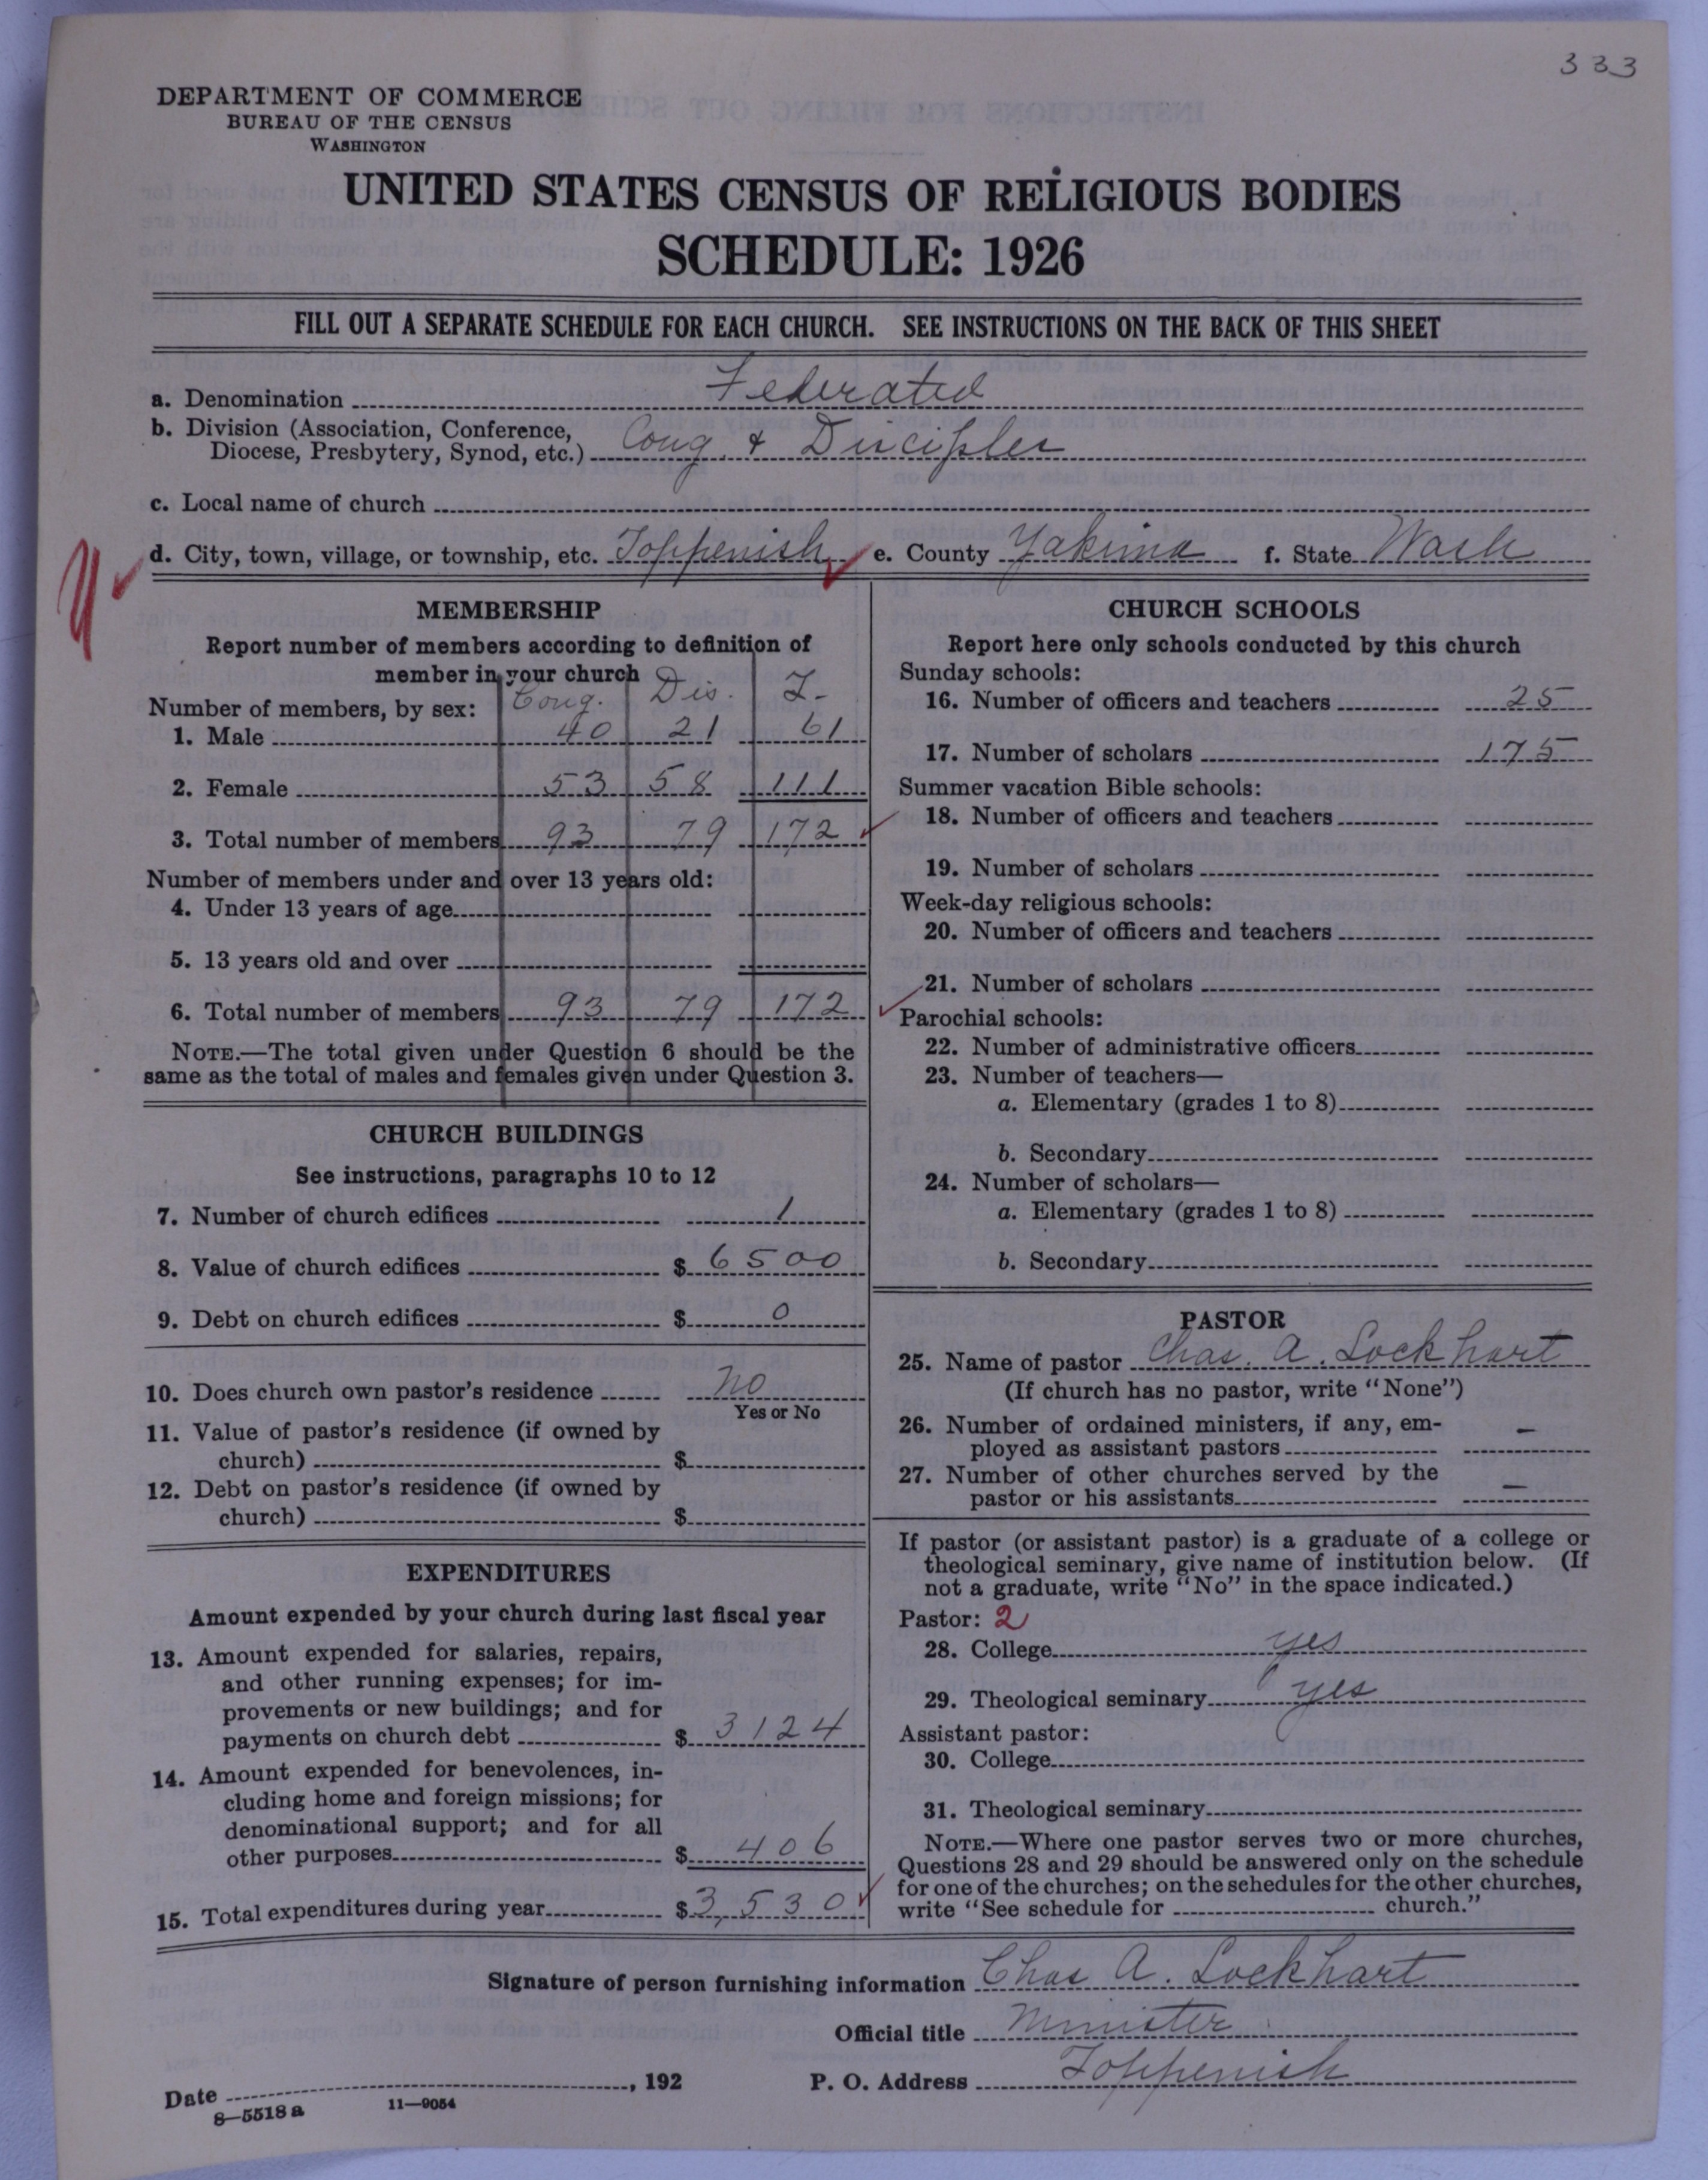 333
DEPARTMENT OF COMMERCE
BUREAU OF THE CENSUS
WASHINGTON
UNITED STATES CENSUS OF RELIGIOUS BODIES
SCHEDULE: 1926
FILL OUT A SEPARATE SCHEDULE FOR EACH CHURCH. SEE INSTRUCTIONS ON THE BACK OF THIS SHEET
a. Denomination Federated
b. Division (Association, Conference,
Diocese, Presbytery, Synod, etc.) Cong. & Disciples
c. Local name of church
d. City, town, village, or township, etc. Toppenish e. County Yakima f. State Wash
MEMBERSHIP
Report number of members according to definition of
member in your church
Number of members, by sex: Cong. Dis. T.
1. Male 40 21 61
2. Female 53 58 111
3. Total number of members 93 79 172
Number of members under and over 13 years old:
4. Under 13 years of age
5. 13 years old and over
6. Total number of members 93 79 172
NOTE.—The total given under Question 6 should be the
same as the total of males and females given under Question 3.
CHURCH BUILDINGS
See instructions, paragraphs 10 to 12
7. Number of church edifices 1
8. Value of church edifices $ 6500
9. Debt on church edifices $ 0
10. Does church own pastor's residence no
Yes or No
11. Value of pastor's residence (if owned by
church) $
12. Debt on pastor's residence (if owned by
church) $
EXPENDITURES
Amount expended by your church during last fiscal year
13. Amount expended for salaries, repairs,
and other running expenses; for im-
provements or new buildings; and for
payments on church debt $ 3124
14. Amount expended for benevolences, in-
cluding home and foreign missions; for
denominational support; and for all
other purposes $ 406
15. Total expenditures during year $ 3,530
CHURCH SCHOOLS
Report here only schools conducted by this church
Sunday schools:
16. Number of officers and teachers 25
17. Number of scholars 175
Summer vacation Bible schools:
18. Number of officers and teachers
19. Number of scholars
Week-day religious schools:
20. Number of officers and teachers
21. Number of scholars
Parochial schools:
22. Number of administrative officers
23. Number of teachers—
a. Elementary (grades 1 to 8)
b. Secondary
24. Number of scholars—
a. Elementary (grades 1 to 8)
b. Secondary
PASTOR
25. Name of pastor Chas. A. Lockhart
(If church has no pastor, write "None")
26. Number of ordained ministers, if any, em-
ployed as assistant pastors —
27. Number of other churches served by the
pastor or his assistants —
If pastor (or assistant pastor) is a graduate of a college or
theological seminary, give name of institution below. (If
not a graduate, write "No" in the space indicated.)
Pastor: 2
28. College yes
29. Theological seminary yes
Assistant pastor:
30. College
31. Theological seminary
NOTE.—Where one pastor serves two or more churches,
Questions 28 and 29 should be answered only on the schedule
for one of the churches; on the schedules for the other churches,
write "See schedule for church."
Signature of person furnishing information Chas A. Lockhart
Official title Minister
Date , 192 P. O. Address Toppenish
8—5518 a 11—9054